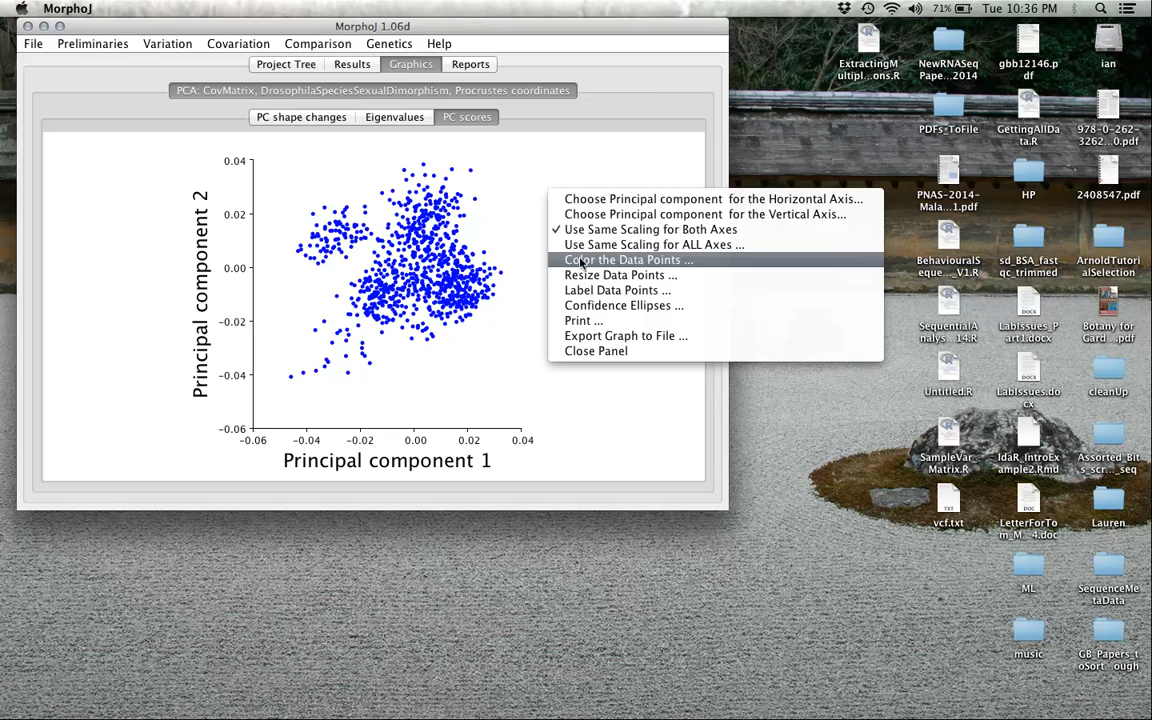 MorphoJ
71% Tue 10:36 PM
MorphoJ 1.06d
File Preliminaries Variation Covariation Comparison Genetics Help
Project Tree Results Graphics Reports
PCA: CovMatrix, DrosophilaSpeciesSexualDimorphism, Procrustes coordinates
PC shape changes Eigenvalues PC scores
0.04
0.02
0.00
-0.02
-0.04
-0.06
Principal component 2
-0.06 -0.04 -0.02 0.00 0.02 0.04
Principal component 1
Choose Principal component for the Horizontal Axis...
Choose Principal component for the Vertical Axis...
✓ Use Same Scaling for Both Axes
Use Same Scaling for ALL Axes ...
Color the Data Points ...
Resize Data Points ...
Label Data Points ...
Confidence Ellipses ...
Print ...
Export Graph to File ...
Close Panel
ExtractingM
ultipl...ons.R
NewRNASeq
Pape...2014
gbb12146.p
df
ian
PDFs-ToFile
GettingAllDa
ta.R
978-0-262-
3262...0.pdf
PNAS-2014-
Mala...1.pdf
HP
2408547.pdf
BehaviouralS
eque..._V1.R
sd_BSA_fast
qc_trimmed
ArnoldTutori
alSelection
SequentialA
nalys...14.R
LabIssues_P
art1.docx
Botany for
Gard....pdf
Untitled.R
LabIssues.do
cx
cleanUp
SampleVar_
Matrix.R
IdaR_IntroEx
ample2.Rmd
Assorted_Bit
s_scr..._seq
TXT
vcf.txt
DOC
LetterForTo
m_M...4.doc
Lauren
ML
SequenceMe
taData
music
GB_Papers_t
oSort...ough